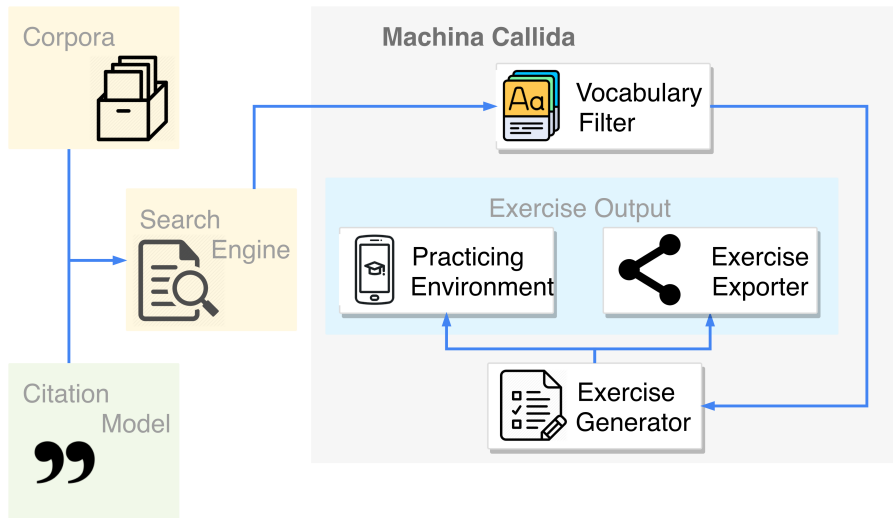 Corpora
Machina Callida
Aa
Vocabulary
Filter
Search
Engine
Exercise Output
Practicing
Environment
Exercise
Exporter
Citation
Model
Exercise
Generator